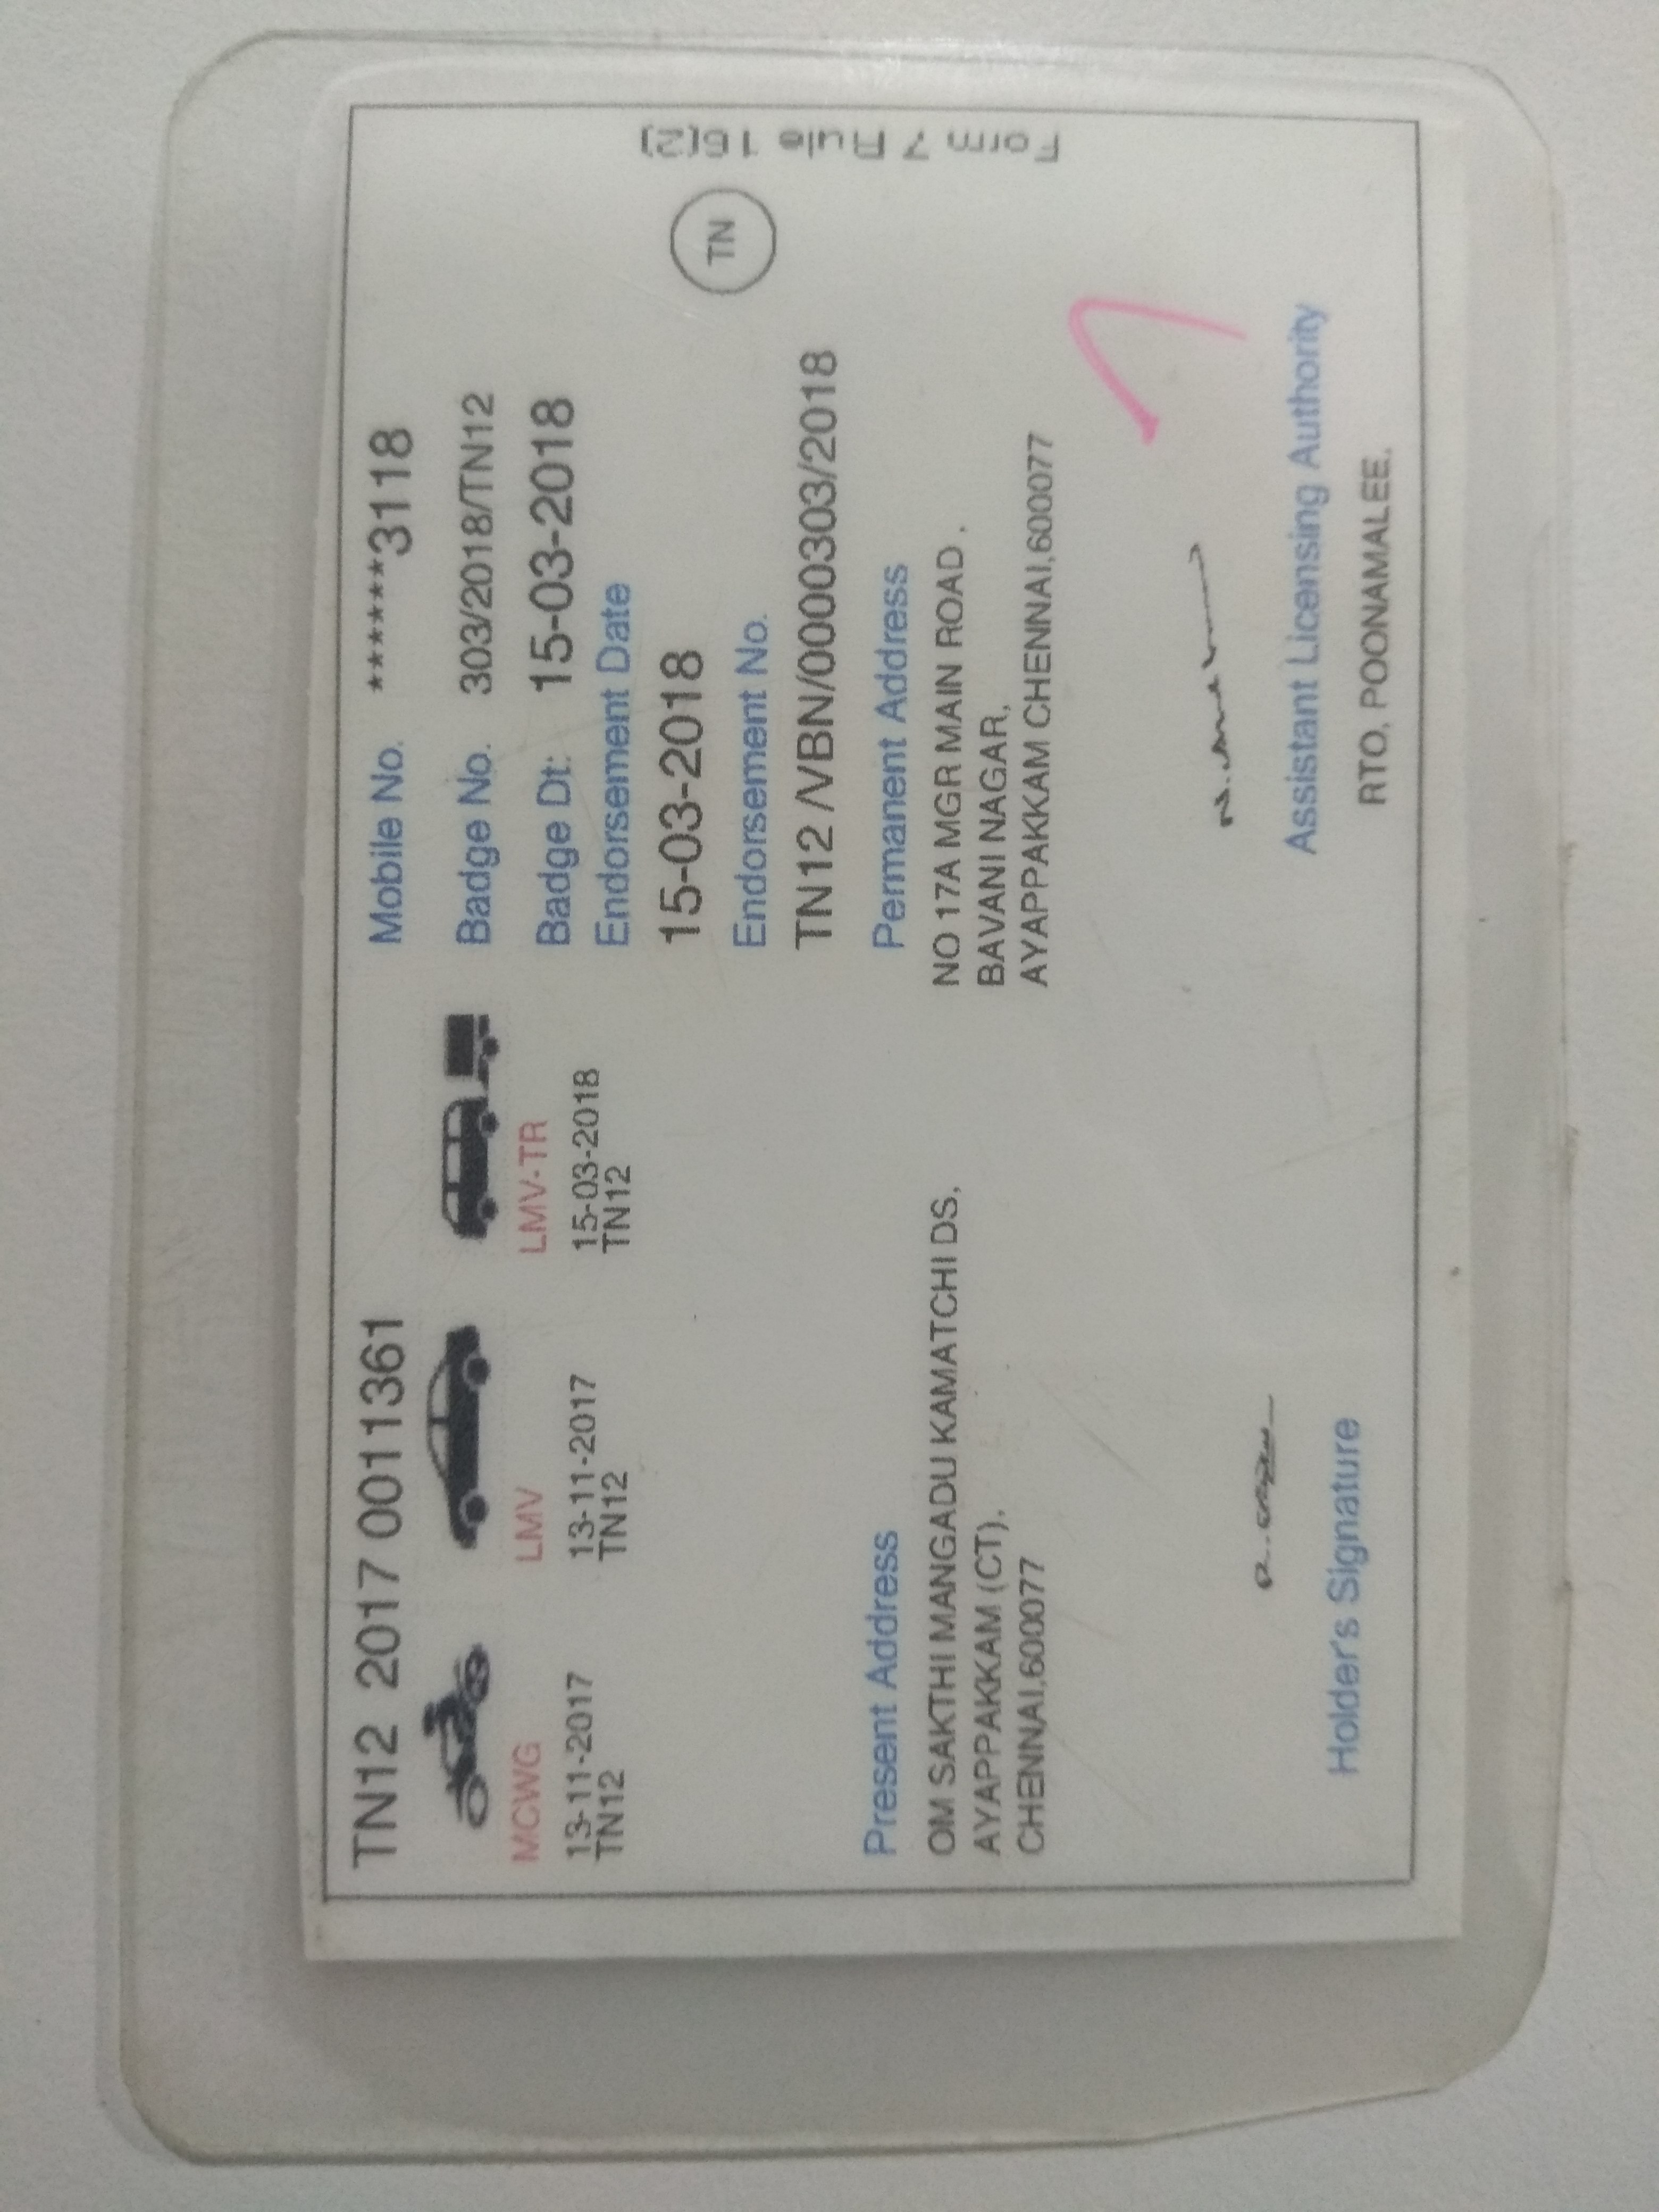 TN12 2017 0011361
MCWG
13-11-2017
TN12
LMV
13-11-2017
TN12
LMV-TR
15-03-2018
TN12
Mobile No. ******3118
Badge No. 303/2018/TN12
Badge Dt: 15-03-2018
Endorsement Date
15-03-2018
Endorsement No.
TN12 /VBN/0000303/2018
TN
Form 7 Rule 16(2)
Present Address
OM SAKTHI MANGADU KAMATCHI DS,
AYAPPAKKAM (CT),
CHENNAI,600077
Permanent Address
NO 17A MGR MAIN ROAD ,
BAVANI NAGAR,
AYAPPAKKAM CHENNAI,600077
Holder's Signature
Assistant Licensing Authority
RTO, POONAMALEE.